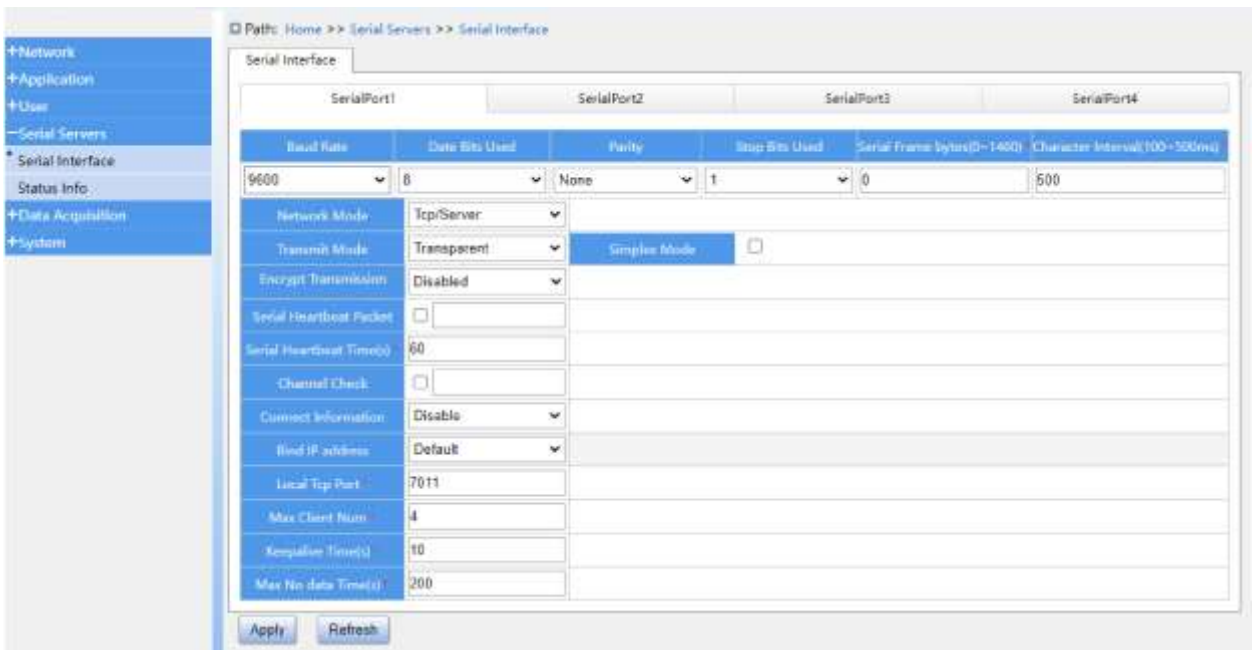 Path: Home >> Serial Servers >> Serial Interface
+Network
+Application
+User
−Serial Servers
Serial Interface
Status Info
+Data Acquisition
+System
Serial Interface
SerialPort1 SerialPort2 SerialPort3 SerialPort4
Baud Rate Date Bits Used Parity Stop Bits Used Serial Frame bytes(0~1460) Character Interval(100~500ms)
9600 8 None 1 0 500
Network Mode Tcp/Server
Transmit Mode Transparent Simplex Mode
Encrypt Transmission Disabled
Serial Heartbeat Packet
Serial Heartbeat Time(s) 60
Channel Check
Connect Information Disable
Bind IP address Default
Local Tcp Port 7011
Max Client Num 4
Keepalive Time(s) 10
Max No data Time(s) 200
Apply Refresh